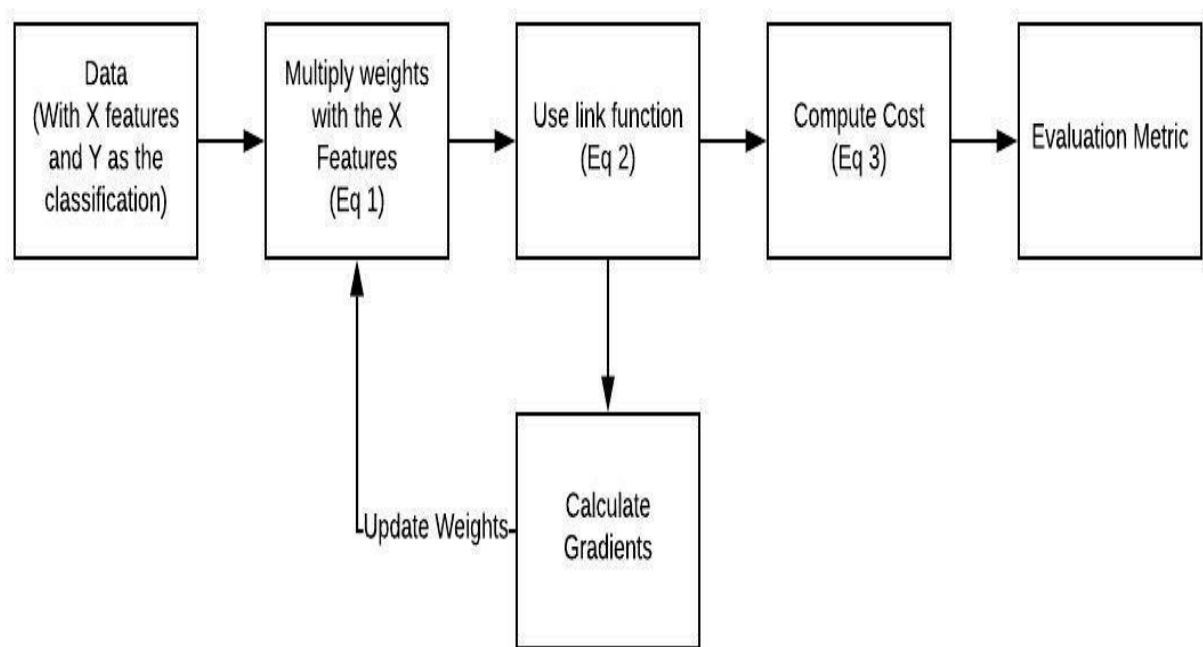 Data
(With X features
and Y as the
classification)
Multiply weights
with the X
Features
(Eq 1)
Use link function
(Eq 2)
Compute Cost
(Eq 3)
Evaluation Metric
Update Weights
Calculate
Gradients